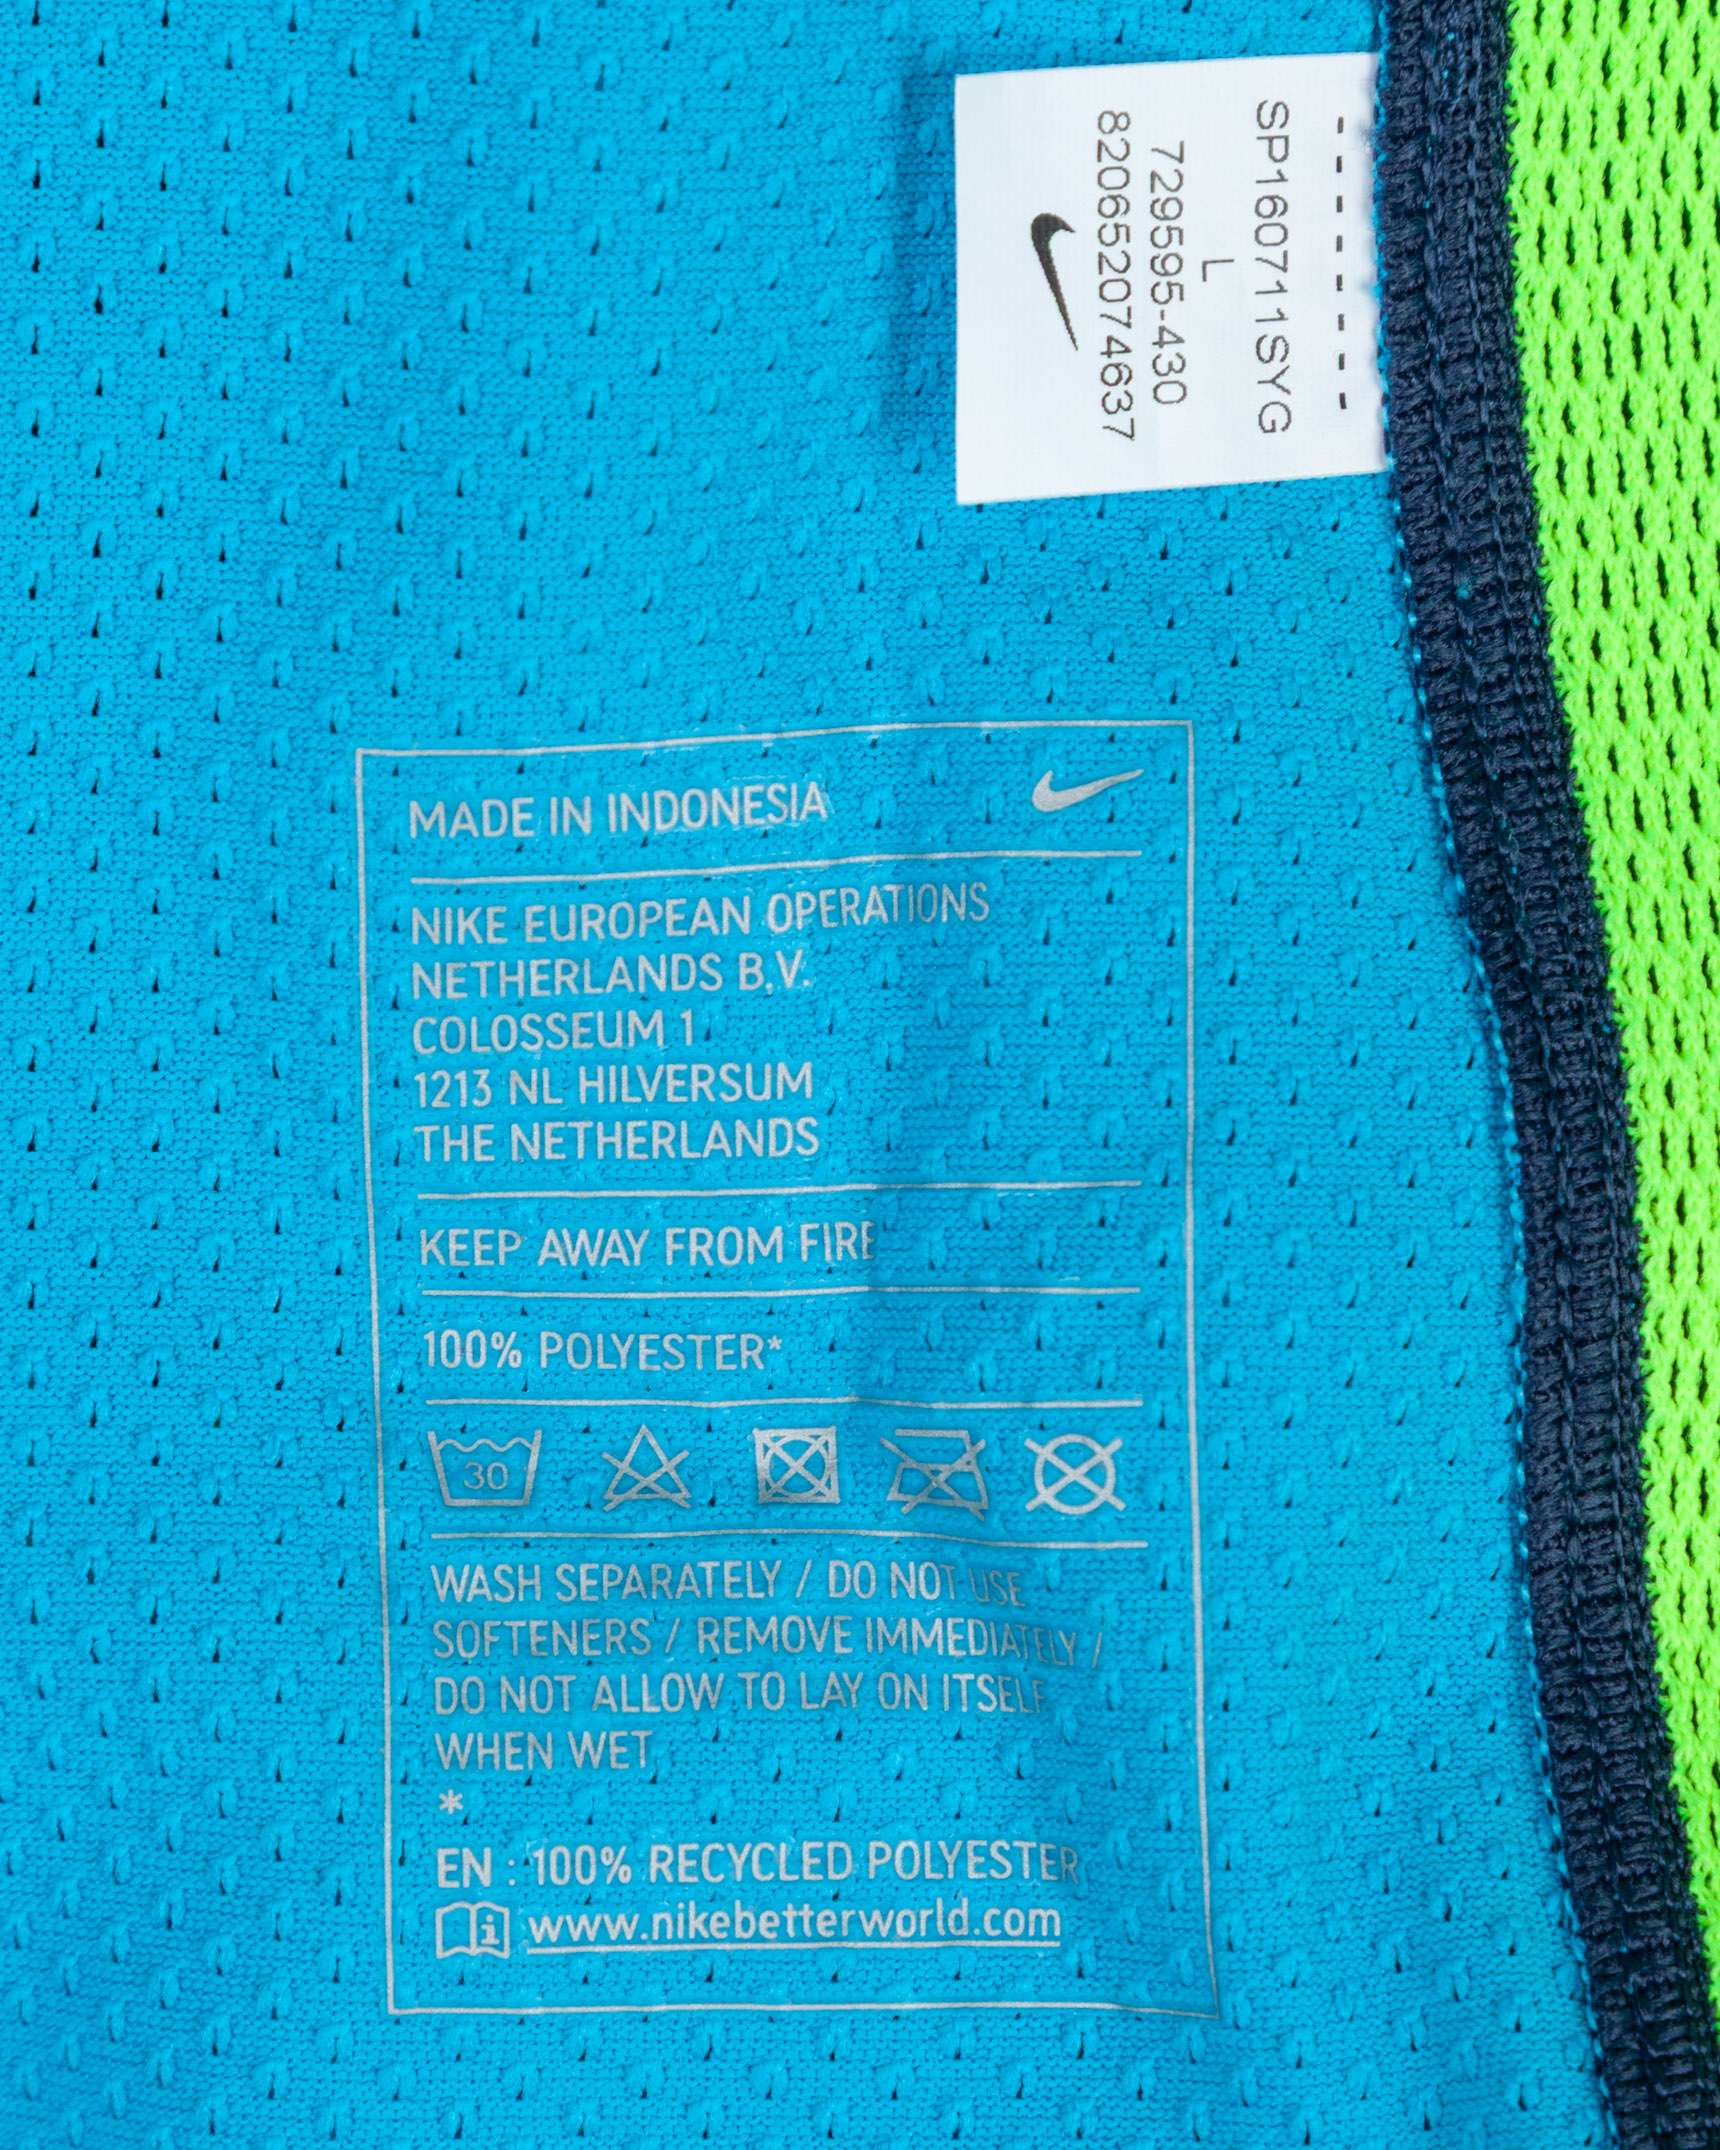 SP160711SYG
L
729595-430
820652074637
MADE IN INDONESIA
NIKE EUROPEAN OPERATIONS
NETHERLANDS B.V.
COLOSSEUM 1
1213 NL HILVERSUM
THE NETHERLANDS
KEEP AWAY FROM FIRE
100% POLYESTER*
30
WASH SEPARATELY / DO NOT USE
SOFTENERS / REMOVE IMMEDIATELY /
DO NOT ALLOW TO LAY ON ITSELF
WHEN WET
*
EN : 100% RECYCLED POLYESTER
www.nikebetterworld.com